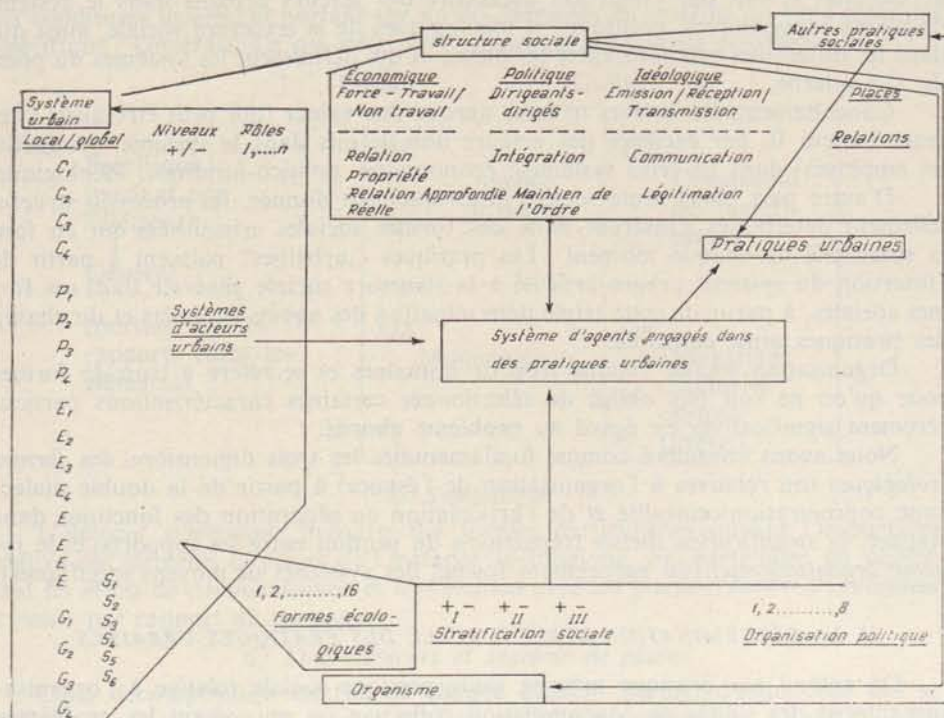 structure sociale
Autres pratiques
sociales
Économique
Force - Travail/
Non travail
Politique
Dirigeants-
dirigés
Idéologique
Emission/Réception/
Transmission
Places
Relations
Relation
Propriété
Intégration
Communication
Relation Approfondie
Réelle
Maintien de
l'Ordre
Légitimation
Système
urbain
Local/global
Niveaux
+/-
Rôles
1,....n
C1
C2
C3
C4
P1
P2
P3
P4
E1
E2
E3
E4
E
E
E
E
G1
G2
G3
G4
S1
S2
S3
S4
S5
S6
Pratiques urbaines
Systèmes
d'acteurs
urbains
Système d'agents engagés dans
des pratiques urbaines
1, 2, ........,16
Formes écolo-
giques
+ - + - + -
I II III
Stratification sociale
1, 2..........,8
Organisation politique
Organisme